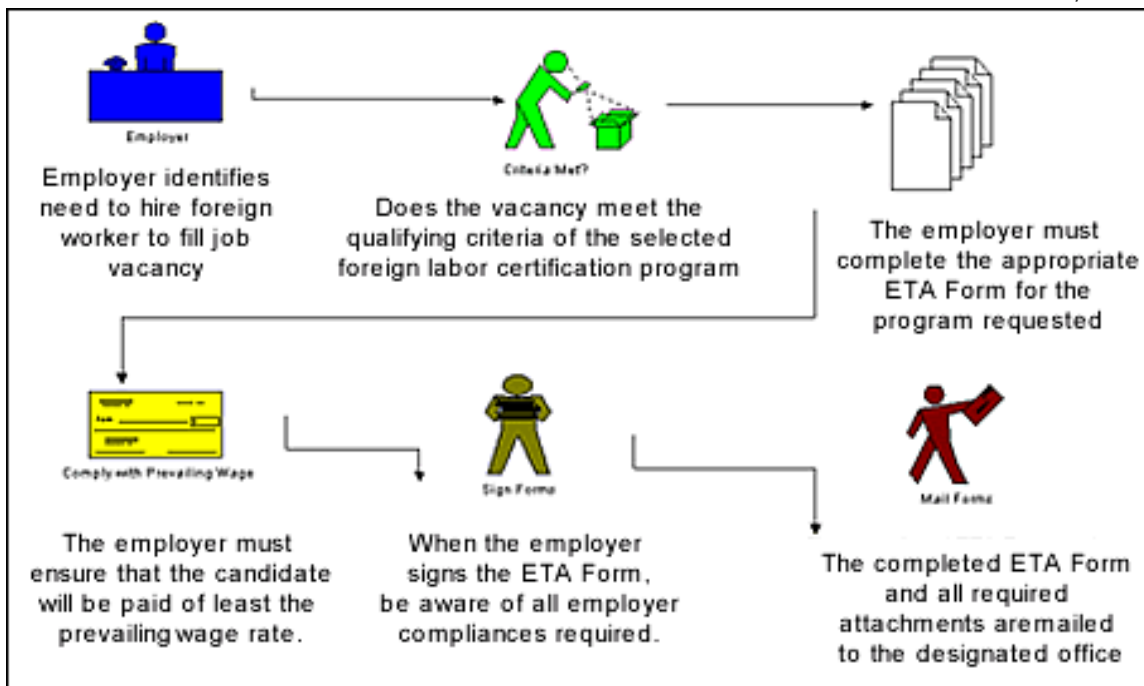 Employer
Employer identifies
need to hire foreign
worker to fill job
vacancy
Criteria Met?
Does the vacancy meet the
qualifying criteria of the selected
foreign labor certification program
The employer must
complete the appropriate
ETA Form for the
program requested
Comply with Prevailing Wage
The employer must
ensure that the candidate
will be paid of least the
prevailing wage rate.
Sign Forms
When the employer
signs the ETA Form,
be aware of all employer
compliances required.
Mail Forms
The completed ETA Form
and all required
attachments aremailed
to the designated office